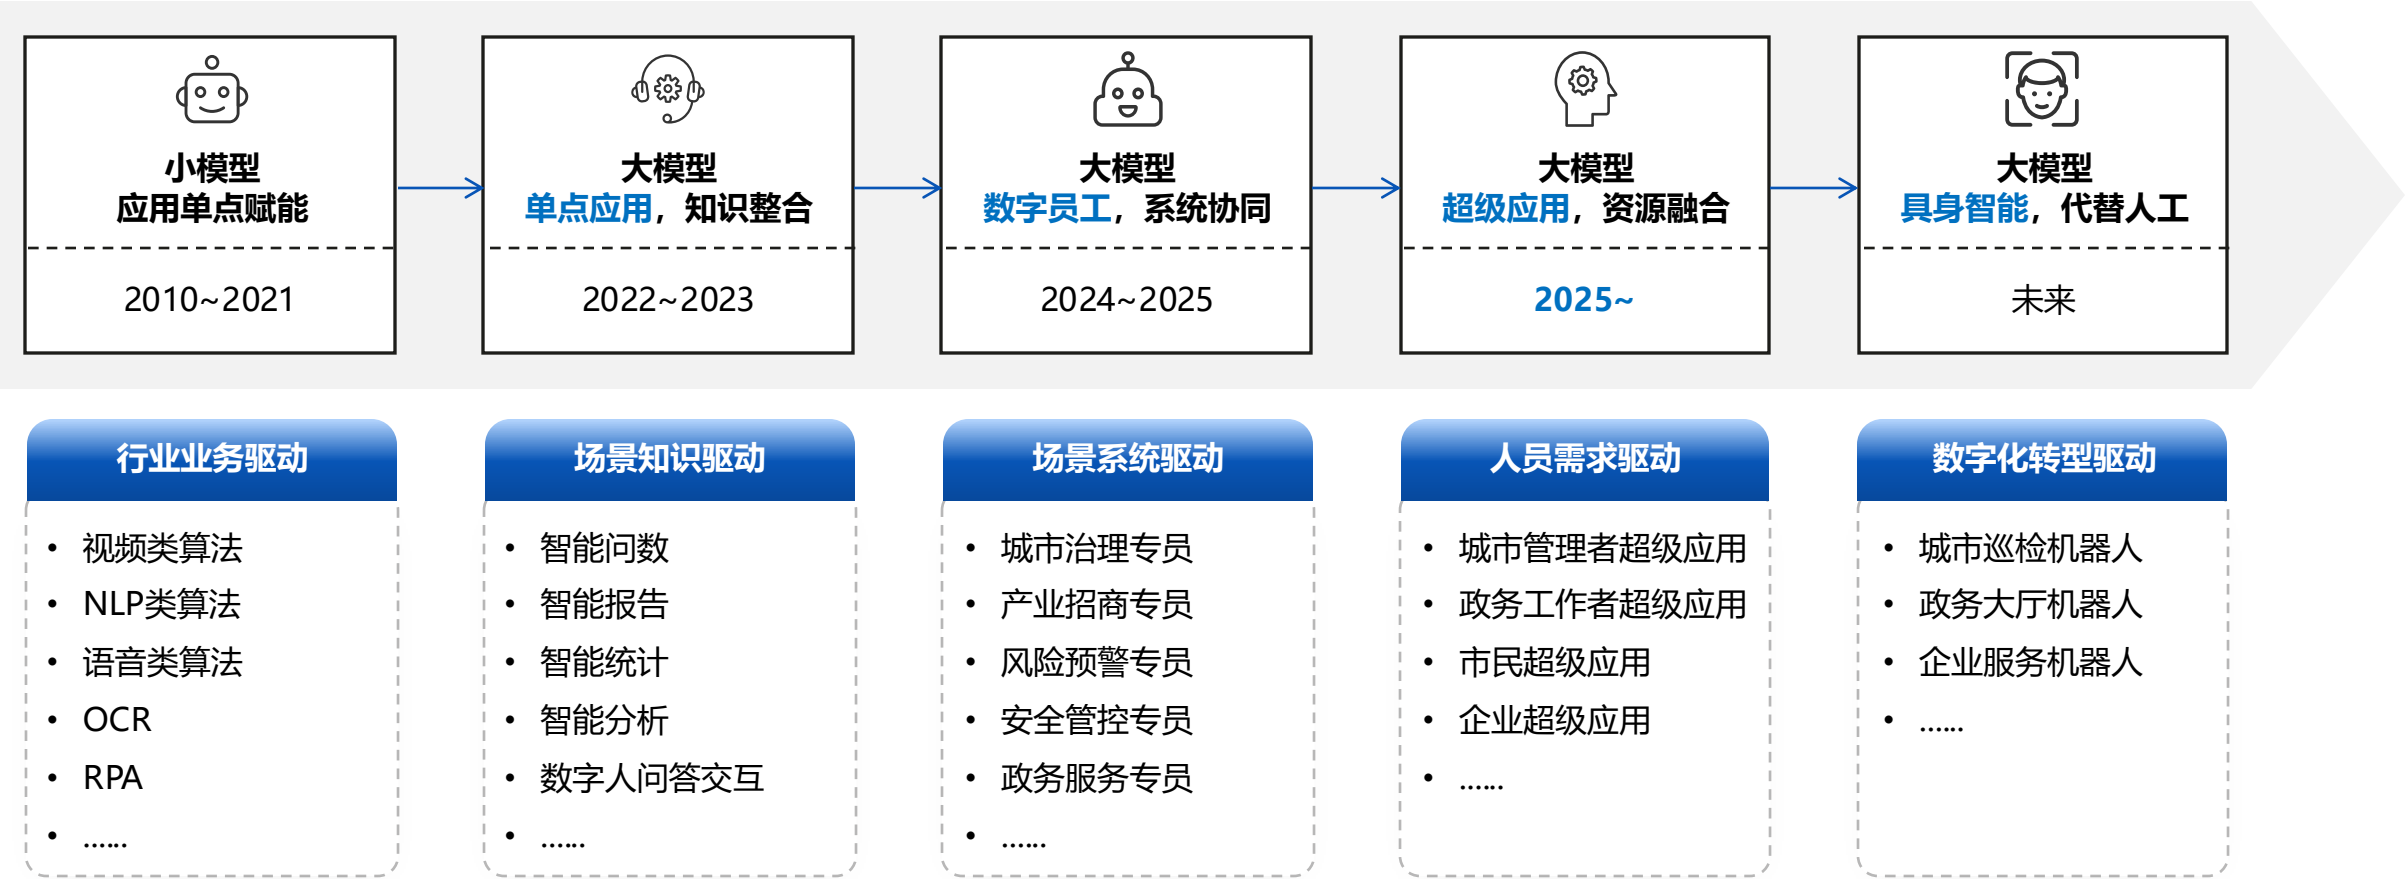 小模型
应用单点赋能
2010~2021
大模型
单点应用，知识整合
2022~2023
大模型
数字员工，系统协同
2024~2025
大模型
超级应用，资源融合
2025~
大模型
具身智能，代替人工
未来
行业业务驱动
• 视频类算法
• NLP类算法
• 语音类算法
• OCR
• RPA
• ……
场景知识驱动
• 智能问数
• 智能报告
• 智能统计
• 智能分析
• 数字人问答交互
• ……
场景系统驱动
• 城市治理专员
• 产业招商专员
• 风险预警专员
• 安全管控专员
• 政务服务专员
• ……
人员需求驱动
• 城市管理者超级应用
• 政务工作者超级应用
• 市民超级应用
• 企业超级应用
• ……
数字化转型驱动
• 城市巡检机器人
• 政务大厅机器人
• 企业服务机器人
• ……